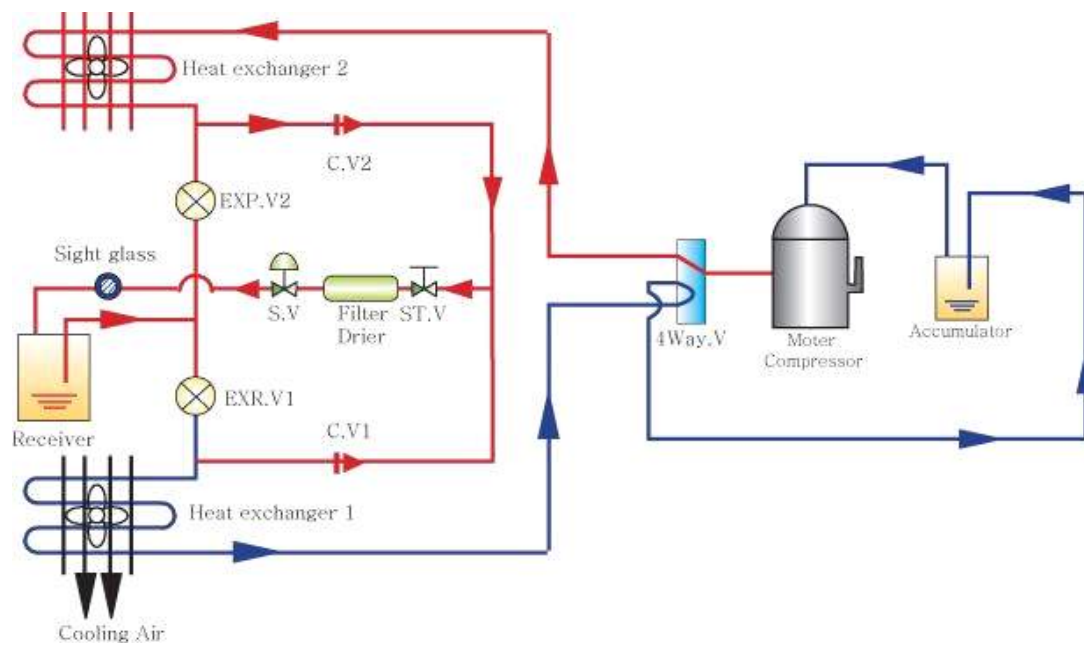 Heat exchanger 2
C.V2
EXP.V2
Sight glass
S.V
Filter
Drier
ST.V
4Way.V
Moter
Compressor
Accumulator
EXR.V1
Receiver
C.V1
Heat exchanger 1
Cooling Air